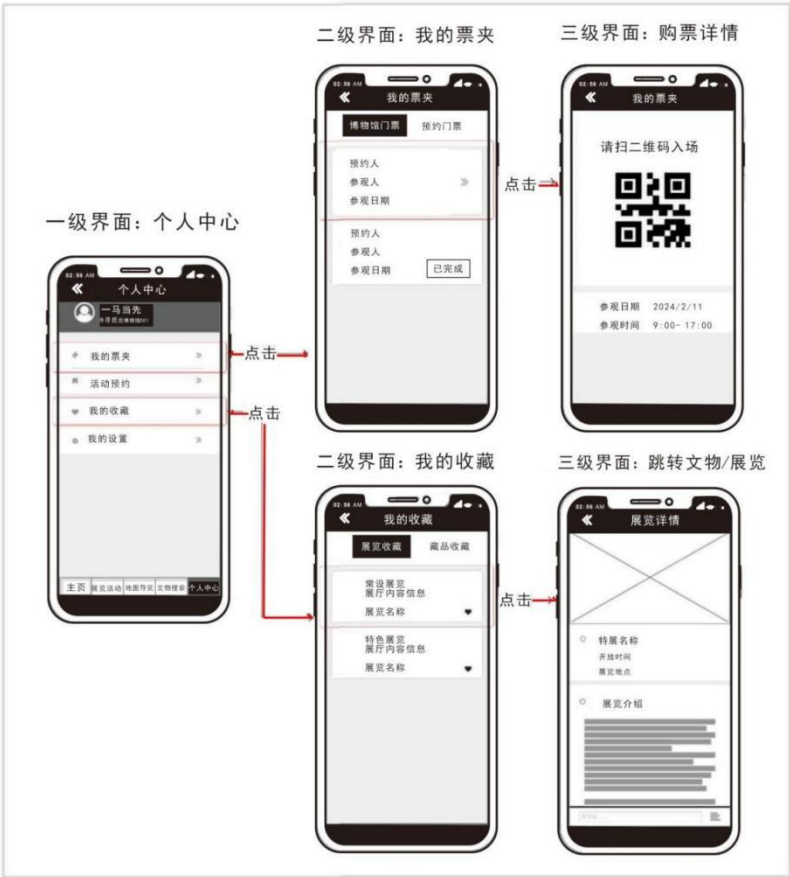 二级界面：我的票夹
三级界面：购票详情
02:56 AM
我的票夹
博物馆门票
预约门票
预约人
参观人
参观日期
预约人
参观人
参观日期
已完成
点击
02:56 AM
我的票夹
请扫二维码入场
参观日期 2024/2/11
参观时间 9:00- 17:00
一级界面：个人中心
02:56 AM
个人中心
一马当先
我的票夹
活动预约
我的收藏
我的设置
主页
展览活动
地图导览
文物搜索
个人中心
点击
点击
二级界面：我的收藏
三级界面：跳转文物/展览
02:56 AM
我的收藏
展览收藏
藏品收藏
常设展览
展厅内容信息
展览名称
特色展览
展厅内容信息
展览名称
点击
02:56 AM
展览详情
特展名称
开放时间
展览地点
展览介绍